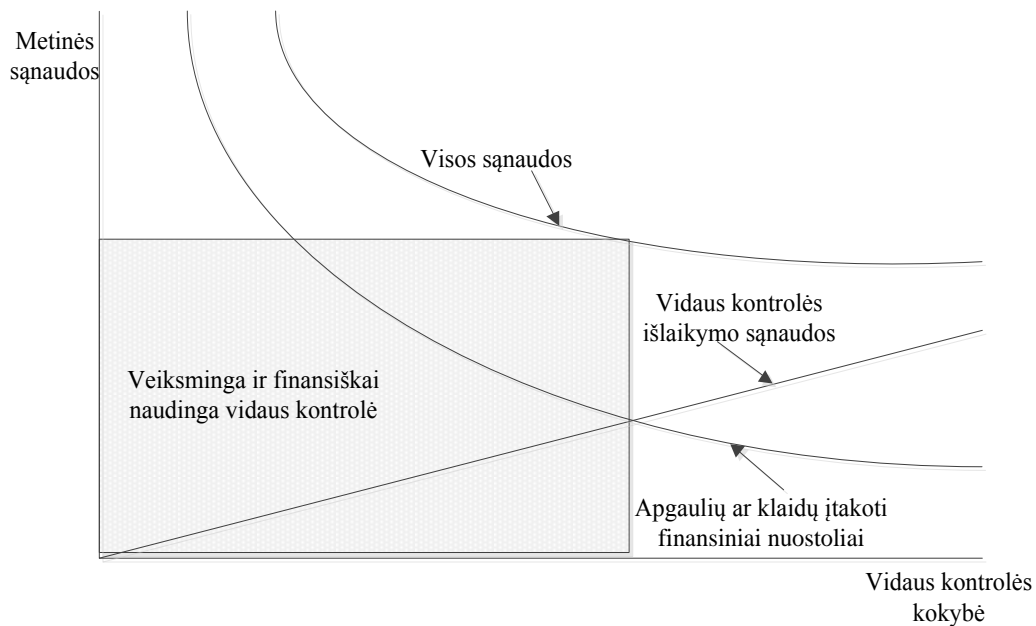 Metinės
sąnaudos
Visos sąnaudos
Vidaus kontrolės
išlaikymo sąnaudos
Veiksminga ir finansiškai
naudinga vidaus kontrolė
Apgaulių ar klaidų įtakoti
finansiniai nuostoliai
Vidaus kontrolės
kokybė